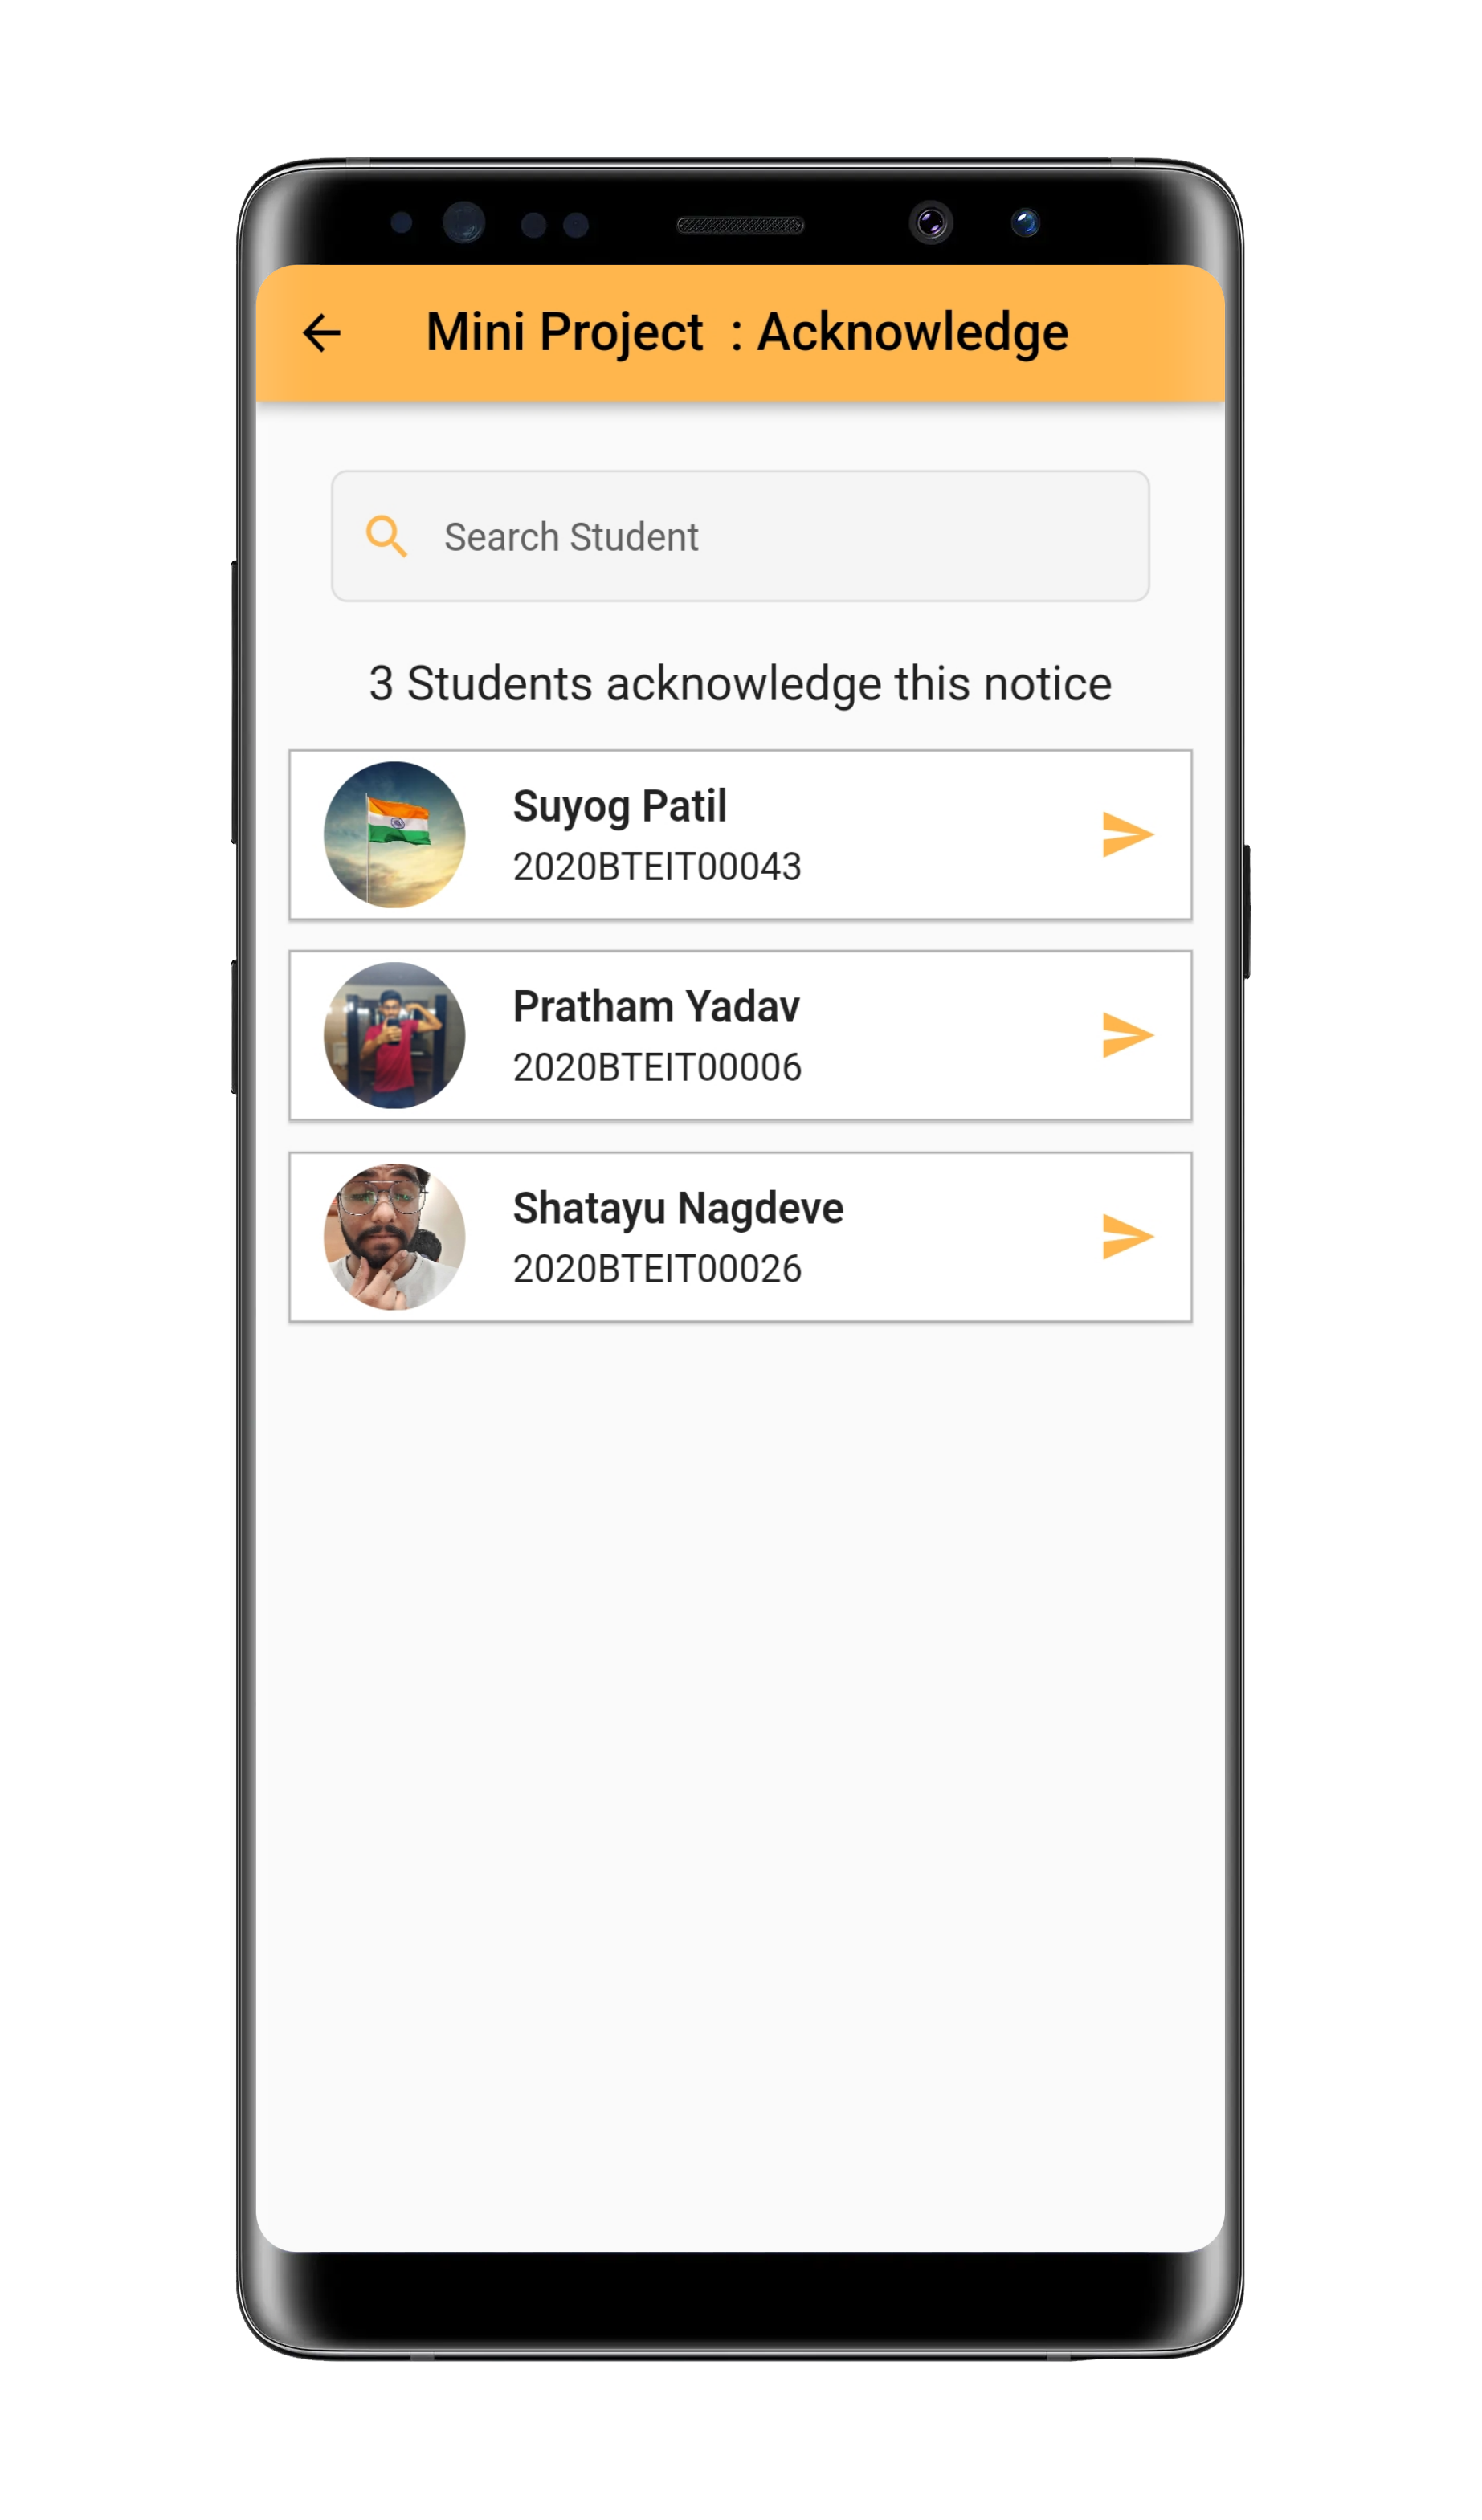 Mini Project  : Acknowledge
Search Student
3 Students acknowledge this notice
Suyog Patil
2020BTEIT00043
Pratham Yadav
2020BTEIT00006
Shatayu Nagdeve
2020BTEIT00026